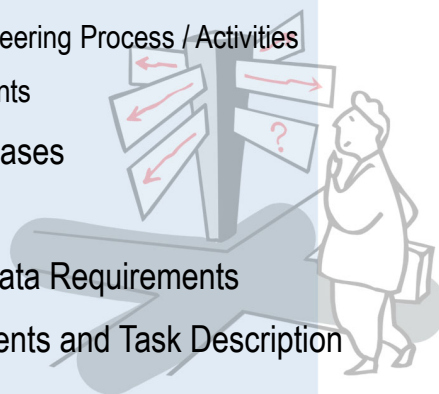 eering Process / Activities
nts
ases
?
ata Requirements
ents and Task Description